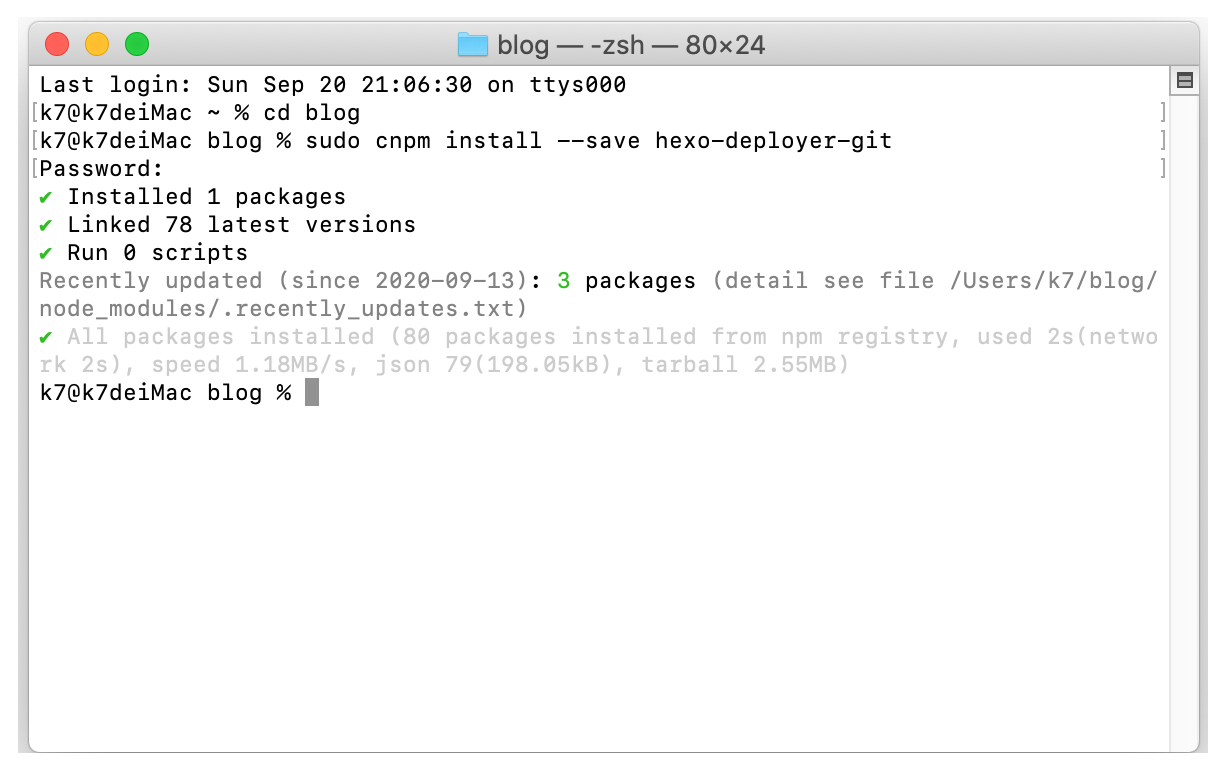 blog — -zsh — 80×24
Last login: Sun Sep 20 21:06:30 on ttys000
[k7@k7deiMac ~ % cd blog ]
[k7@k7deiMac blog % sudo cnpm install --save hexo-deployer-git ]
[Password: ]
✔ Installed 1 packages
✔ Linked 78 latest versions
✔ Run 0 scripts
Recently updated (since 2020-09-13): 3 packages (detail see file /Users/k7/blog/
node_modules/.recently_updates.txt)
✔ All packages installed (80 packages installed from npm registry, used 2s(netwo
rk 2s), speed 1.18MB/s, json 79(198.05kB), tarball 2.55MB)
k7@k7deiMac blog %